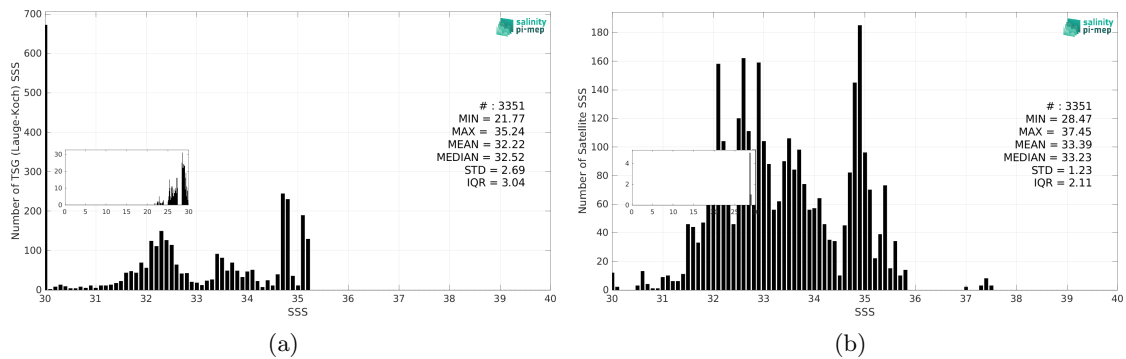 700
600
500
400
300
200
100
0
30 31 32 33 34 35 36 37 38 39 40
Number of TSG (Lauge-Koch) SSS
SSS
30
20
10
0
0 5 10 15 20 25 30
salinity
pi-mep
# : 3351
MIN = 21.77
MAX = 35.24
MEAN = 32.22
MEDIAN = 32.52
STD = 2.69
IQR = 3.04
(a)
180
160
140
120
100
80
60
40
20
0
30 31 32 33 34 35 36 37 38 39 40
Number of Satellite SSS
SSS
4
2
0
0 5 10 15 20
30
salinity
pi-mep
# : 3351
MIN = 28.47
MAX = 37.45
MEAN = 33.39
MEDIAN = 33.23
STD = 1.23
IQR = 2.11
(b)